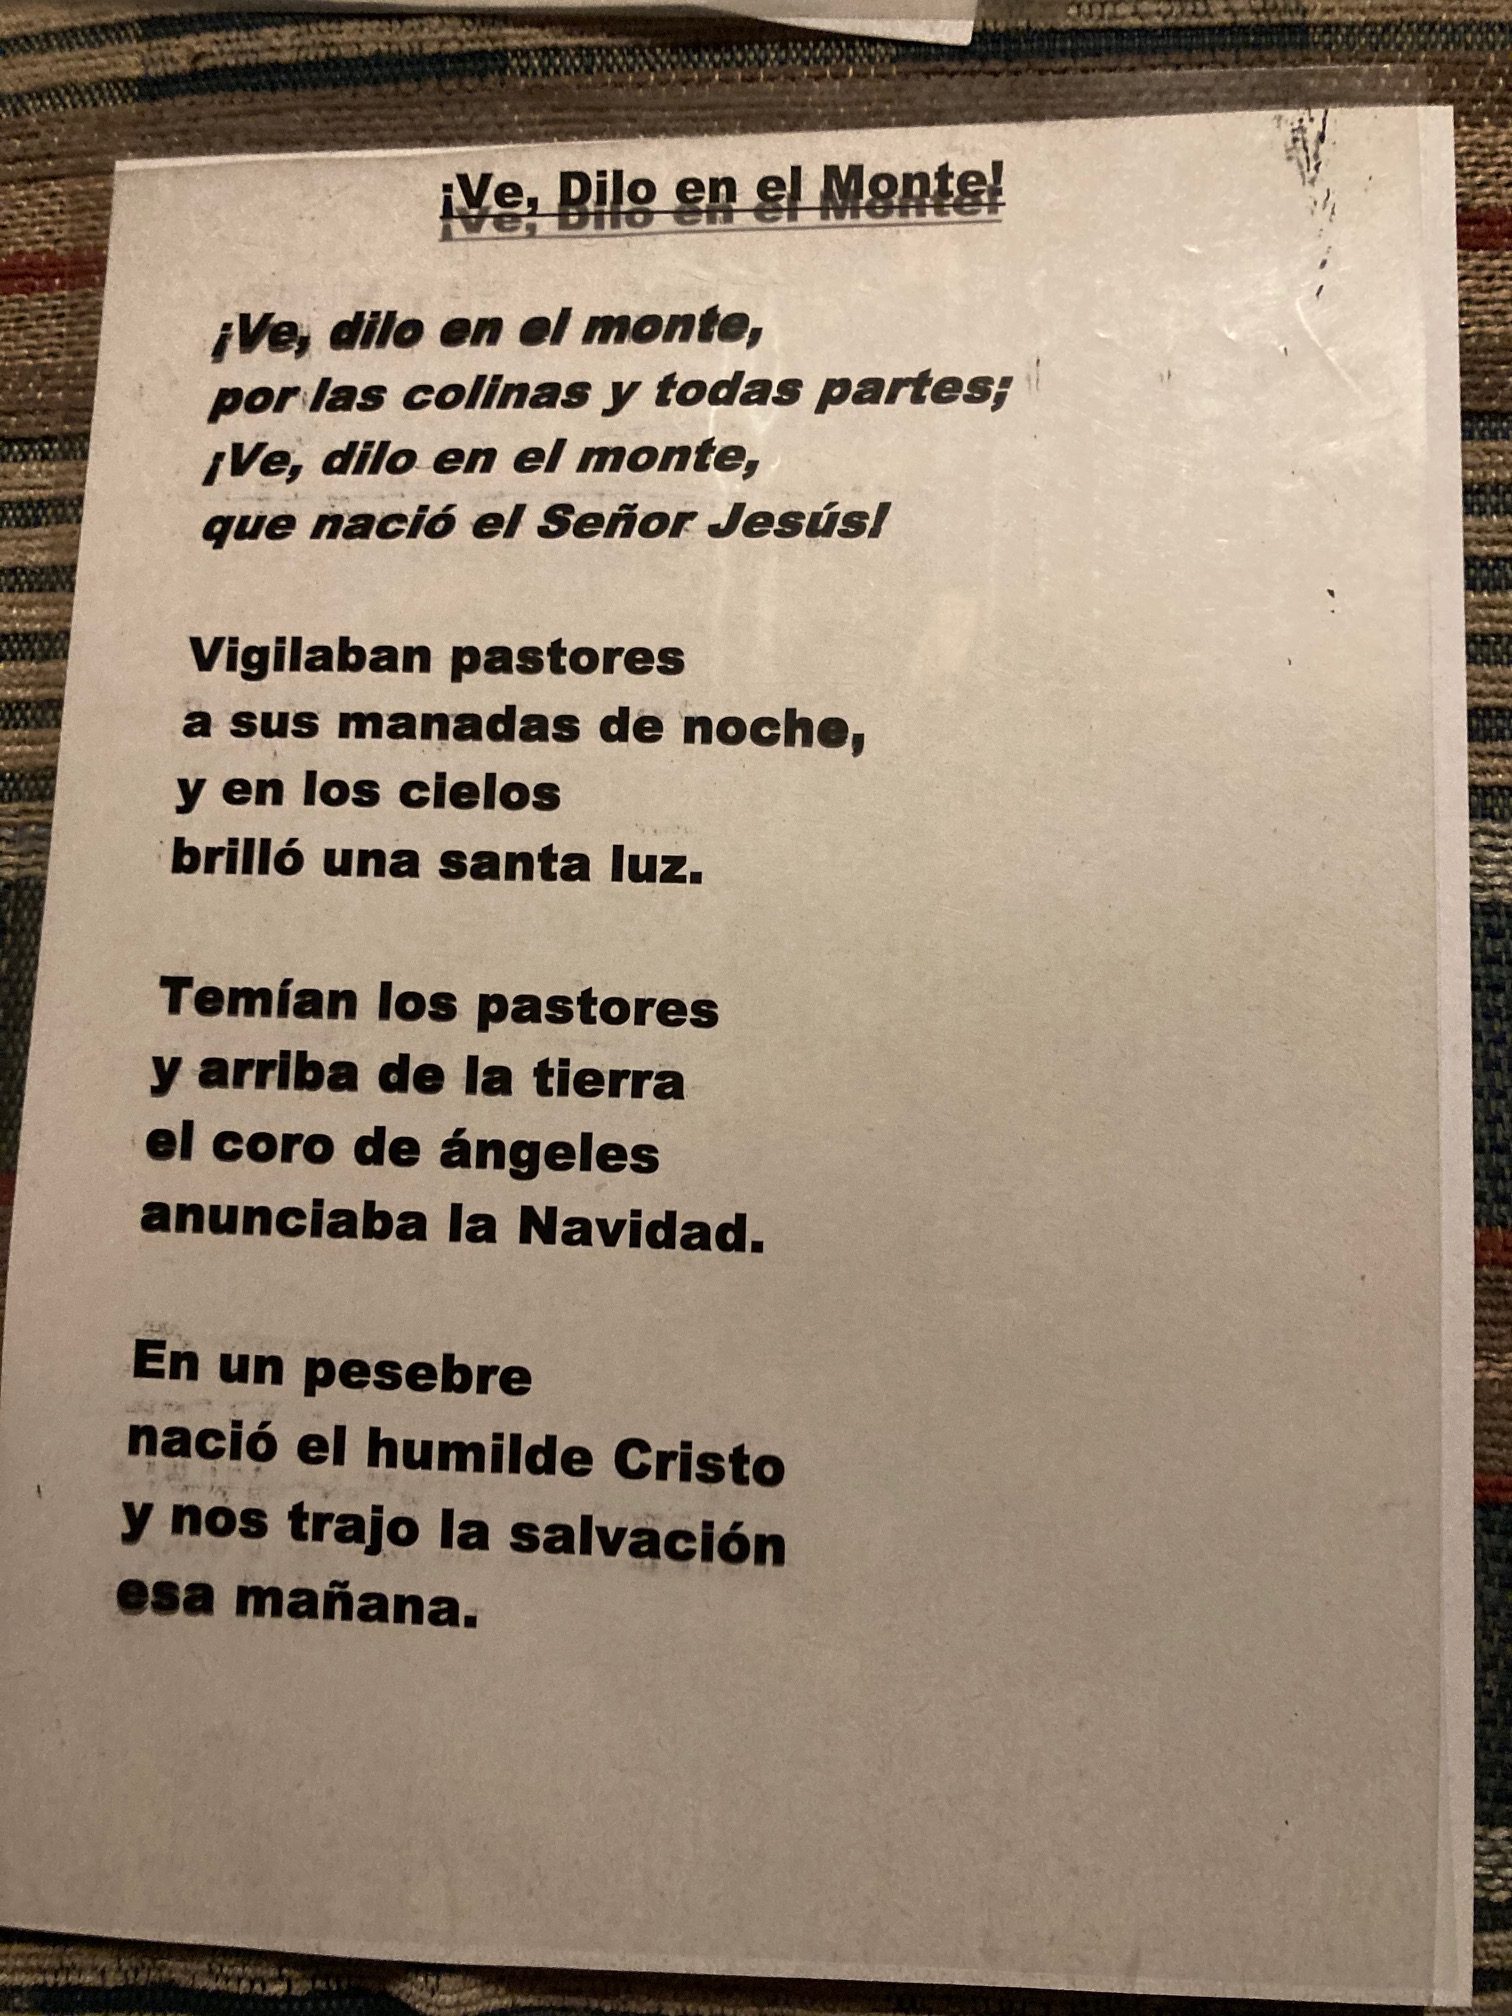 ¡Ve, Dilo en el Monte!
¡Ve, dilo en el monte,
por las colinas y todas partes;
¡Ve, dilo en el monte,
que nació el Señor Jesús!
Vigilaban pastores
a sus manadas de noche,
y en los cielos
brilló una santa luz.
Temían los pastores
y arriba de la tierra
el coro de ángeles
anunciaba la Navidad.
En un pesebre
nació el humilde Cristo
y nos trajo la salvación
esa mañana.